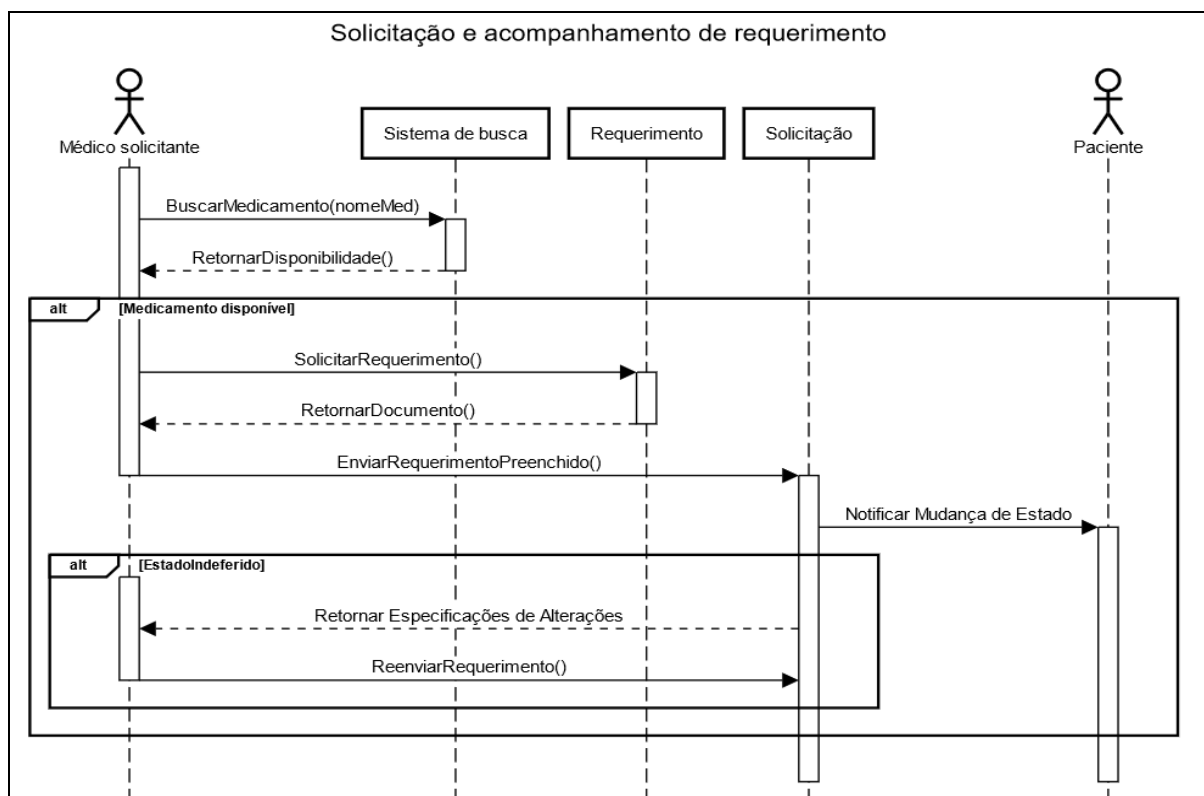 Solicitação e acompanhamento de requerimento
Médico solicitante
Sistema de busca
Requerimento
Solicitação
Paciente
BuscarMedicamento(nomeMed)
RetornarDisponibilidade()
alt
[Medicamento disponível]
SolicitarRequerimento()
RetornarDocumento()
EnviarRequerimentoPreenchido()
Notificar Mudança de Estado
alt
[EstadoIndeferido]
Retornar Especificações de Alterações
ReenviarRequerimento()